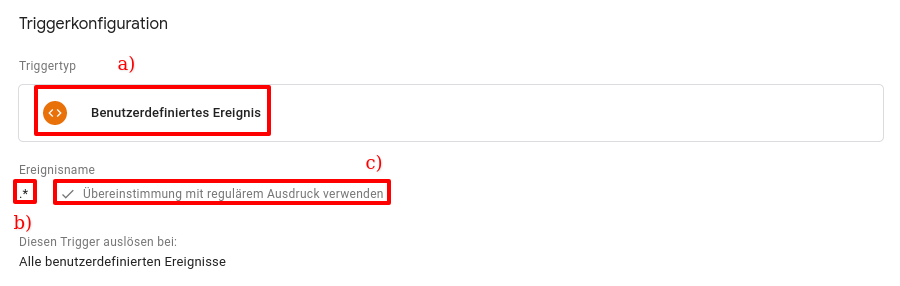 Triggerkonfiguration
Triggertyp a)
Benutzerdefiniertes Ereignis
c)
Ereignisname
.* Übereinstimmung mit regulärem Ausdruck verwenden
b)
Diesen Trigger auslösen bei:
Alle benutzerdefinierten Ereignisse